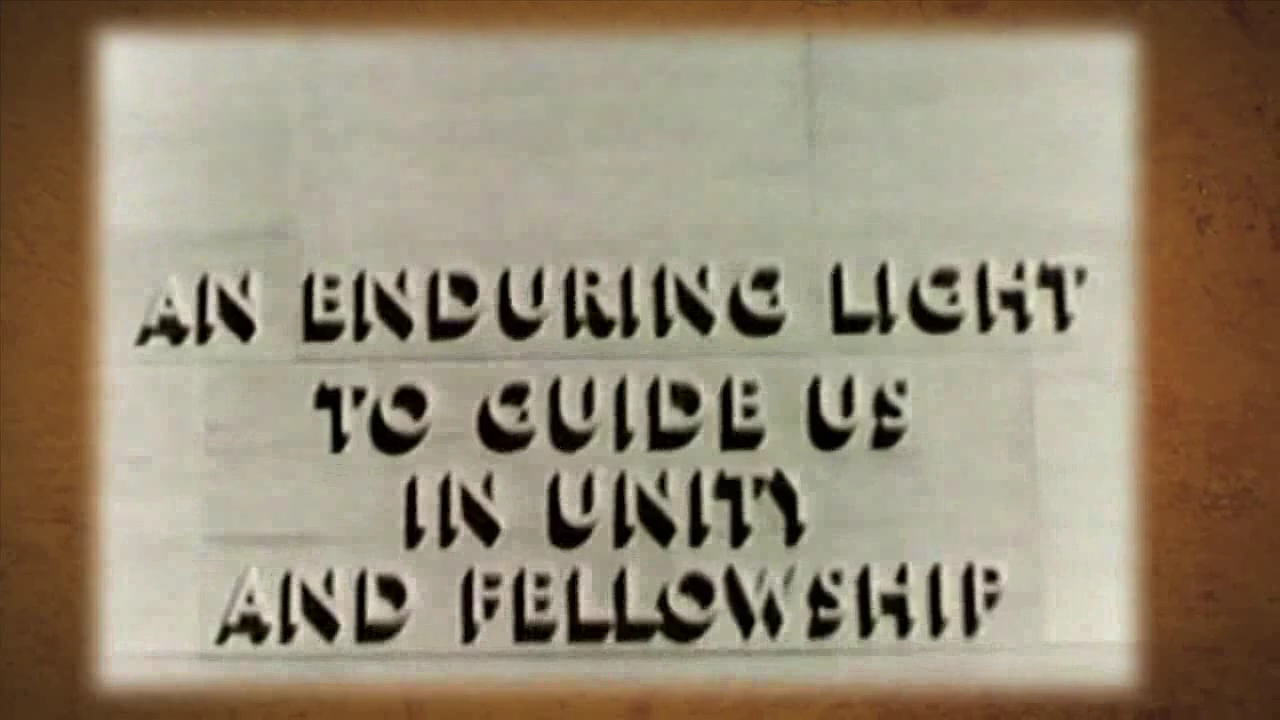 AN ENDURING LIGHT
TO GUIDE US
IN UNITY
AND FELLOWSHIP